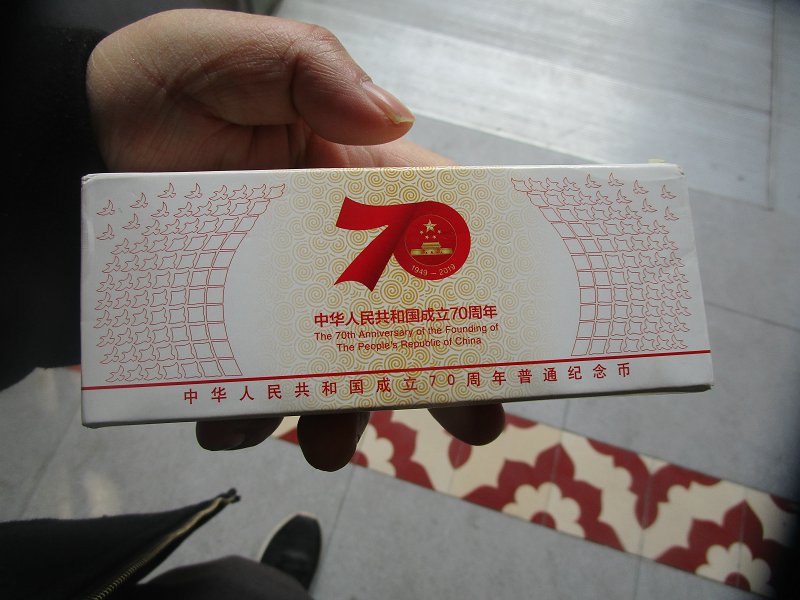 70
1949 – 2019
中华人民共和国成立70周年
The 70th Anniversary of the Founding of
The People's Republic of China
中华人民共和国成立70周年普通纪念币